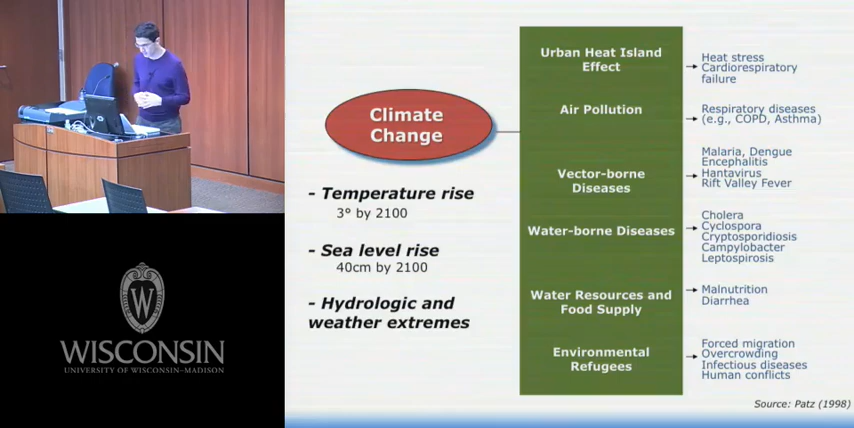 Climate
Change
- Temperature rise
3° by 2100
- Sea level rise
40cm by 2100
- Hydrologic and
weather extremes
Urban Heat Island
Effect
Heat stress
Cardiorespiratory
failure
Air Pollution
Respiratory diseases
(e.g., COPD, Asthma)
Vector-borne
Diseases
Malaria, Dengue
Encephalitis
Hantavirus
Rift Valley Fever
Water-borne Diseases
Cholera
Cyclospora
Cryptosporidiosis
Campylobacter
Leptospirosis
Water Resources and
Food Supply
Malnutrition
Diarrhea
Environmental
Refugees
Forced migration
Overcrowding
Infectious diseases
Human conflicts
Source: Patz (1998)
W
WISCONSIN
UNIVERSITY OF WISCONSIN–MADISON